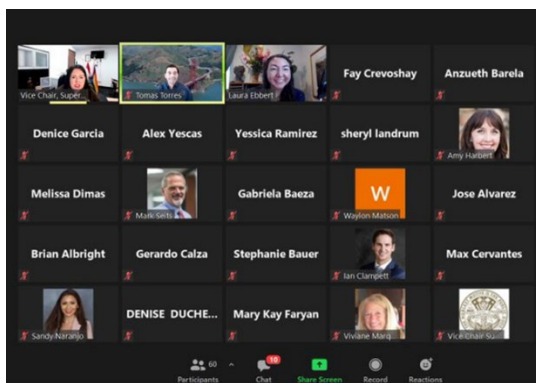 Vice Chair, Super...
Tomas Torres
Laura Ebbert
Fay Crevoshay
Anzueth Barela
Denice Garcia
Alex Yescas
Yessica Ramirez
sheryl landrum
Amy Harbert
Melissa Dimas
Mark Seits
Gabriela Baeza
W
Waylon Matson
Jose Alvarez
Brian Albright
Gerardo Calza
Stephanie Bauer
Ian Clampett
Max Cervantes
Sandy Naranjo
DENISE DUCHE...
Mary Kay Faryan
Viviane Marq...
Vice Chair Su...
60
10
Participants
Chat
Share Screen
Record
Reactions